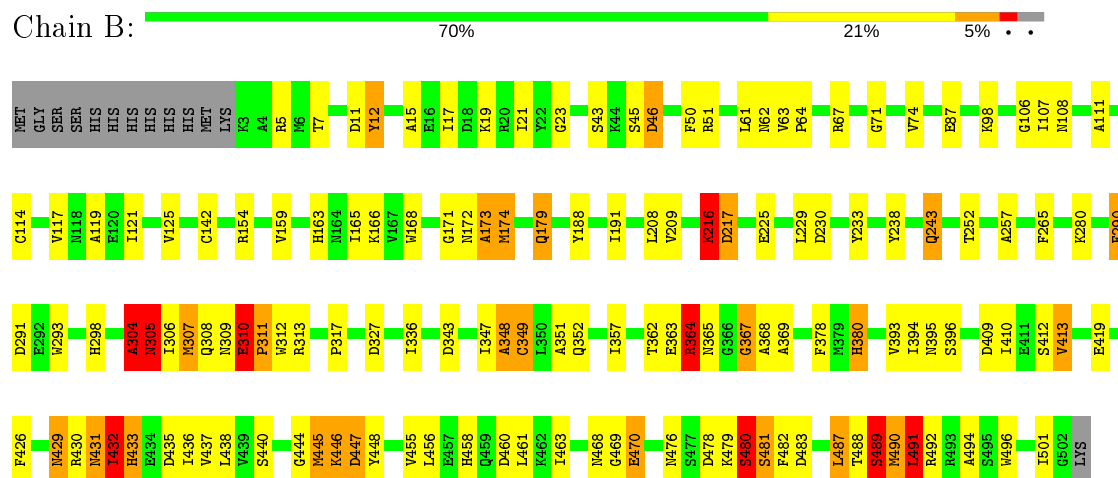 Chain B:
70% 21% 5% • •
MET GLY SER SER HIS HIS HIS HIS HIS HIS MET LYS K3 A4 R5 M6 T7 D11 Y12 A15 E16 I17 D18 K19 R20 I21 Y22 G23 S43 K44 S45 D46 F50 R51 L61 N62 V63 P64 R67 G71 V74 E87 K98 G106 I107 N108 A111
C114 V117 N118 A119 E120 I121 V125 C142 R154 V159 H163 N164 I165 K166 V167 W168 G171 N172 A173 M174 Q179 Y188 I191 L208 V209 K216 D217 E225 L229 D230 Y233 Y238 Q243 T252 A257 F265 K280
D291 E292 W293 H298 A304 N305 I306 M307 Q308 N309 E310 P311 W312 R313 P317 D327 I336 D343 I347 A348 C349 L350 A351 Q352 I357 T362 E363 R364 N365 G366 G367 A368 A369 F378 M379 H380 V393 I394 N395 S396 D409 I410 E411 S412 V413 E419
F426 N429 R430 N431 I432 H433 E434 D435 I436 V437 L438 V439 S440 G444 M445 K446 D447 Y448 V455 L456 E457 H458 Q459 D460 L461 K462 I463 N468 G469 E470 N476 S477 D478 K479 S480 S481 F482 D483 L487 T488 S489 M490 L491 R492 R493 A494 S495 W496 I501 G502 LYS